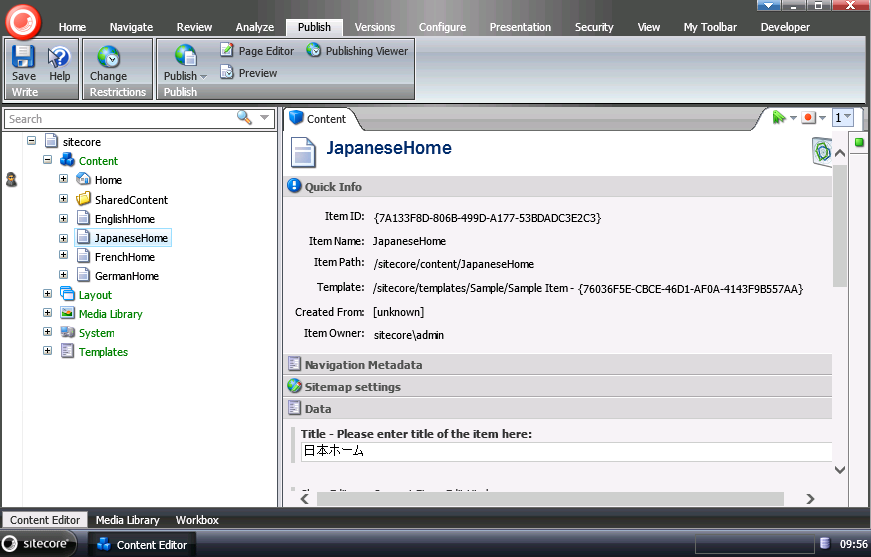 Home Navigate Review Analyze Publish Versions Configure Presentation Security View My Toolbar Developer
Save Help
Write
Change
Restrictions
Publish
Page Editor
Preview
Publishing Viewer
Publish
Search
sitecore
Content
Home
SharedContent
EnglishHome
JapaneseHome
FrenchHome
GermanHome
Layout
Media Library
System
Templates
Content
1
JapaneseHome
Quick Info
Item ID: {7A133F8D-806B-499D-A177-53BDADC3E2C3}
Item Name: JapaneseHome
Item Path: /sitecore/content/JapaneseHome
Template: /sitecore/templates/Sample/Sample Item - {76036F5E-CBCE-46D1-AF0A-4143F9B557AA}
Created From: [unknown]
Item Owner: sitecore\admin
Navigation Metadata
Sitemap settings
Data
Title - Please enter title of the item here:
日本ホーム
Content Editor Media Library Workbox
sitecore Content Editor 09:56